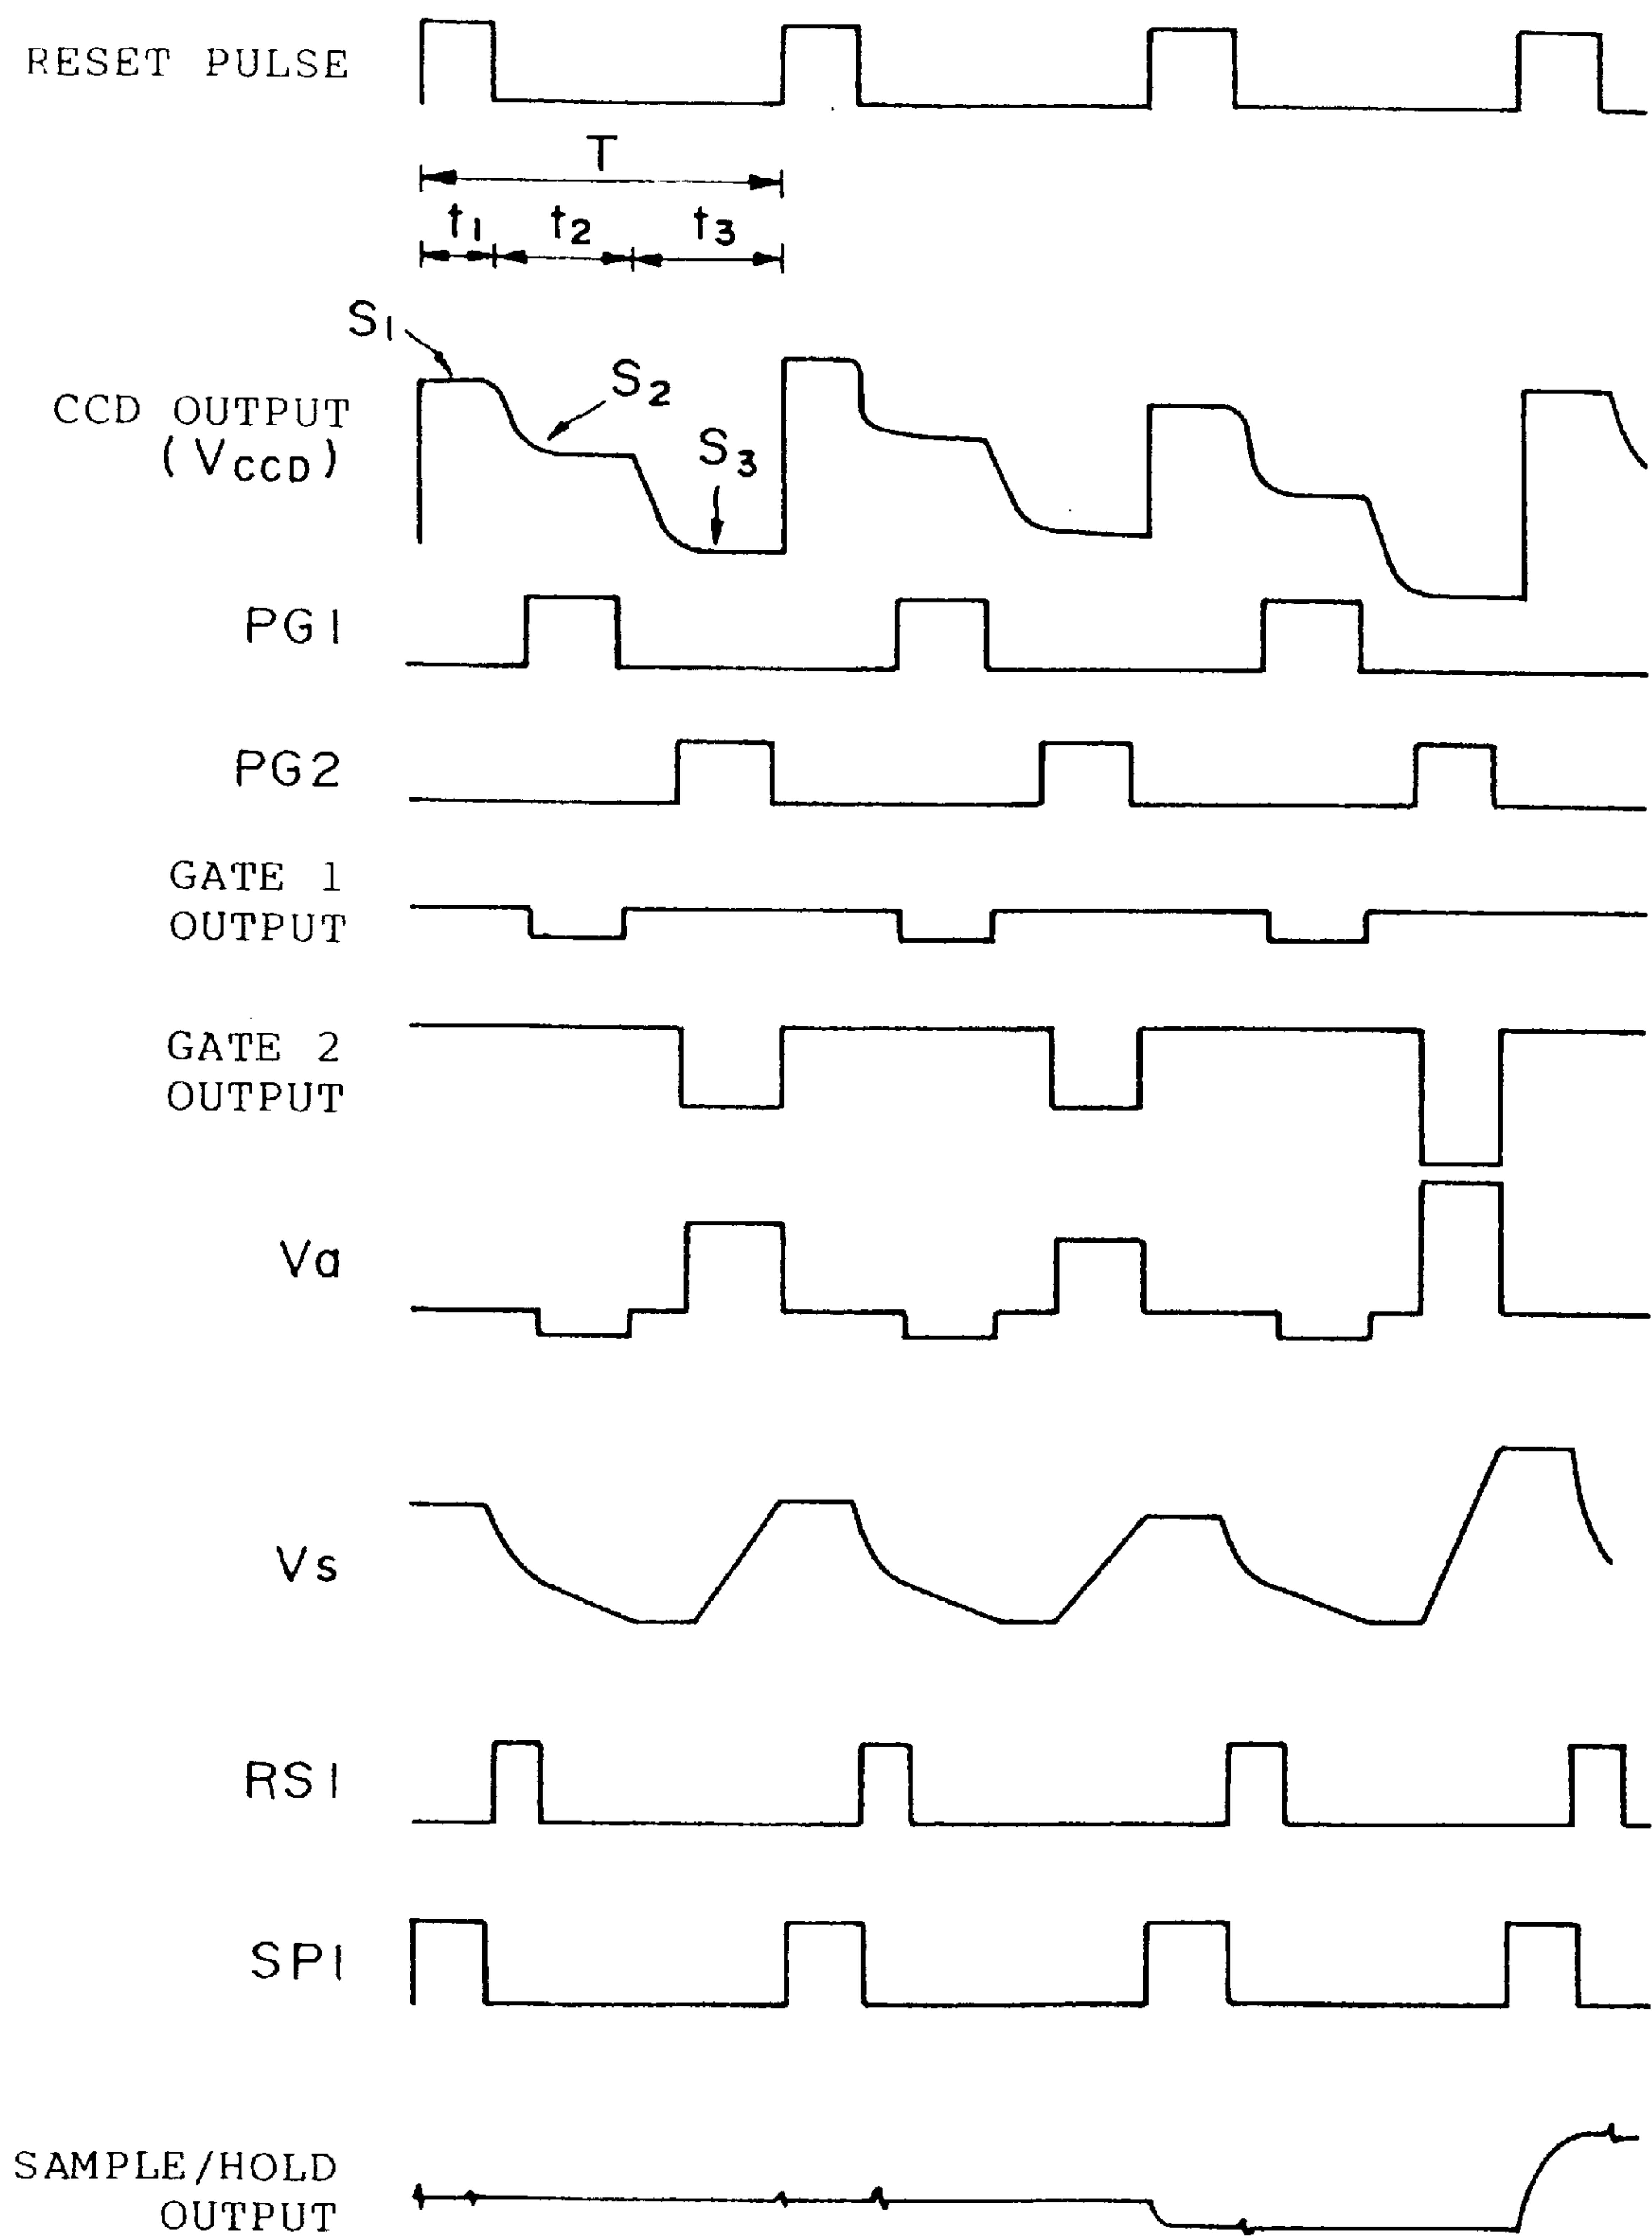 RESET PULSE
T
t1 t2 t3
S1
S2
CCD OUTPUT
(VCCD)
S3
PG1
PG2
GATE 1
OUTPUT
GATE 2
OUTPUT
Va
Vs
RS1
SP1
SAMPLE/HOLD
OUTPUT